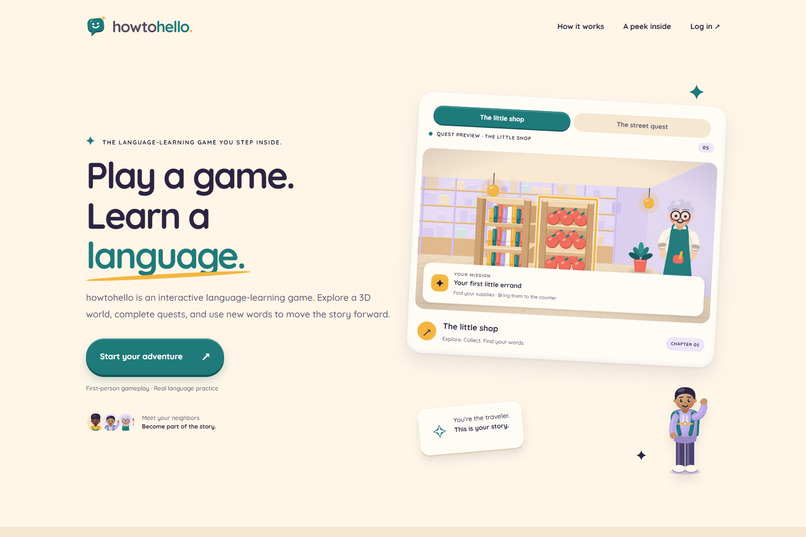 howtohello.
How it works
A peek inside
Log in ↗
THE LANGUAGE-LEARNING GAME YOU STEP INSIDE.
Play a game.
Learn a
language.
howtohello is an interactive language-learning game. Explore a 3D
world, complete quests, and use new words to move the story forward.
Start your adventure ↗
First-person gameplay · Real language practice
Meet your neighbors.
Become part of the story.
The little shop
The street quest
QUEST PREVIEW · THE LITTLE SHOP
05
YOUR MISSION
Your first little errand
Find your supplies · Bring them to the counter
The little shop
Explore. Collect. Find your words.
CHAPTER 05
You're the traveler.
This is your story.